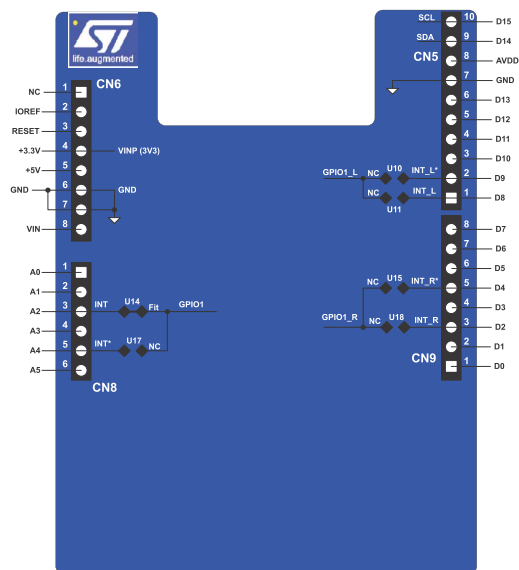 life.augmented
CN6
NC 1
IOREF 2
RESET 3
+3.3V 4 VINP (3V3)
+5V 5
GND 6 GND
7
VIN 8
A0 1
A1 2
A2 3 INT U14 Fit GPIO1
A3 4
A4 5 INT* U17 NC
A5 6
CN8
SCL 10 D15
SDA 9 D14
CN5
8 AVDD
7 GND
6 D13
5 D12
4 D11
3 D10
GPIO1_L NC U10 INT_L* 2 D9
NC U11 INT_L 1 D8
8 D7
7 D6
6 D5
NC U15 INT_R* 5 D4
4 D3
GPIO1_R NC U18 INT_R 3 D2
2 D1
CN9
1 D0